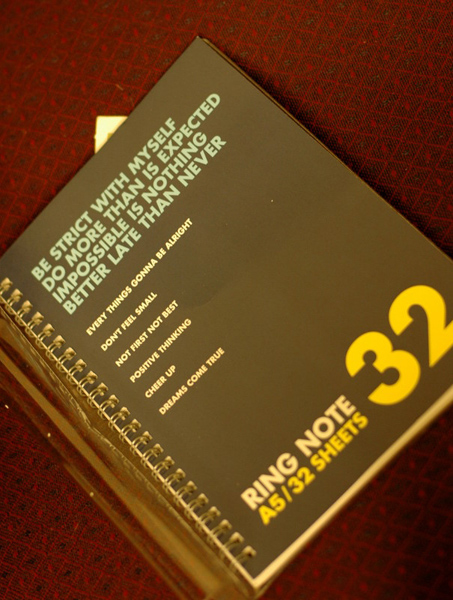 BE STRICT WITH MYSELF
DO MORE THAN IS EXPECTED
IMPOSSIBLE IS NOTHING
BETTER LATE THAN NEVER
EVERY THINGS GONNA BE ALRIGHT
DON'T FEEL SMALL
NOT FIRST NOT BEST
POSITIVE THINKING
CHEER UP
DREAMS COME TRUE
32
RING NOTE
A5/32 SHEETS